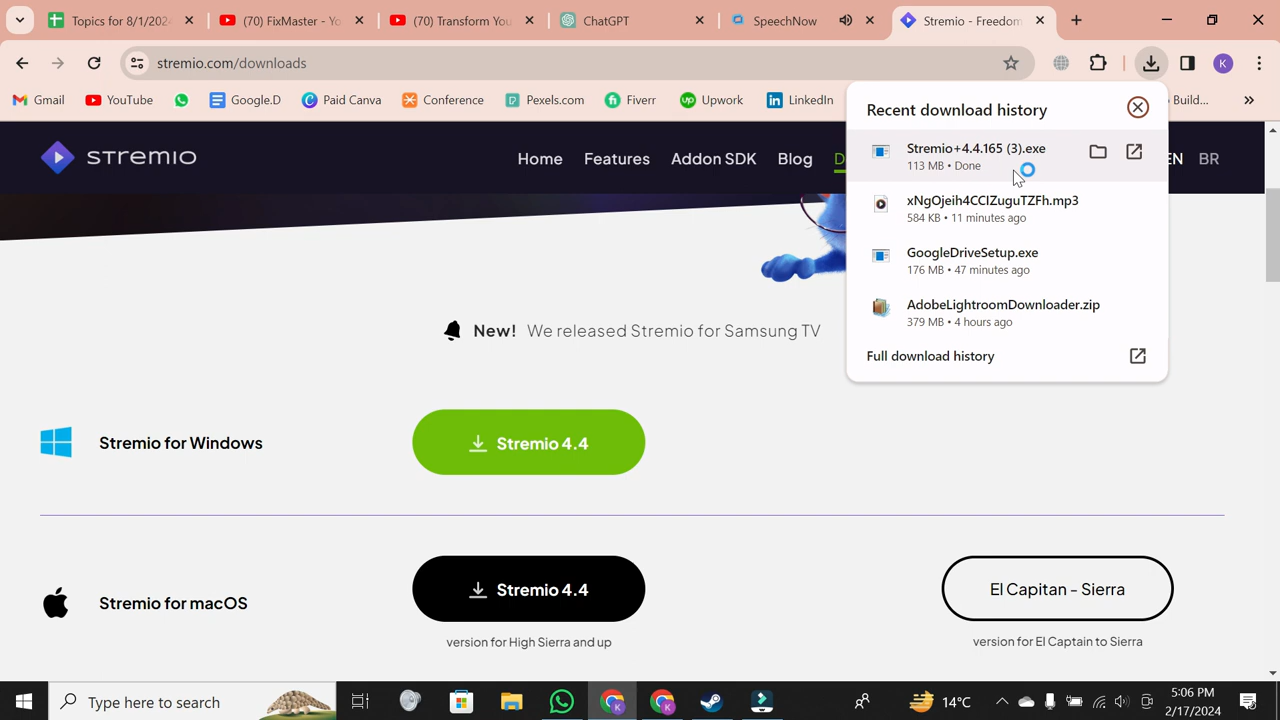 Topics for 8/1/2024
(70) FixMaster - Yo
(70) Transform You
ChatGPT
SpeechNow
Stremio - Freedom
stremio.com/downloads
K
Gmail
YouTube
Google.D
Paid Canva
Conference
Pexels.com
Fiverr
Upwork
LinkedIn
Build...
Recent download history
Stremio+4.4.165 (3).exe
113 MB • Done
584 KB • 11 minutes ago
GoogleDriveSetup.exe
176 MB • 47 minutes ago
AdobeLightroomDownloader.zip
379 MB • 4 hours ago
Full download history
STREMIO
Home
Features
Addon SDK
Blog
D
EN
BR
New! We released Stremio for Samsung TV
Stremio for Windows
Stremio 4.4
Stremio for macOS
Stremio 4.4
El Capitan - Sierra
version for High Sierra and up
version for El Captain to Sierra
Type here to search
14°C
5:06 PM
2/17/2024